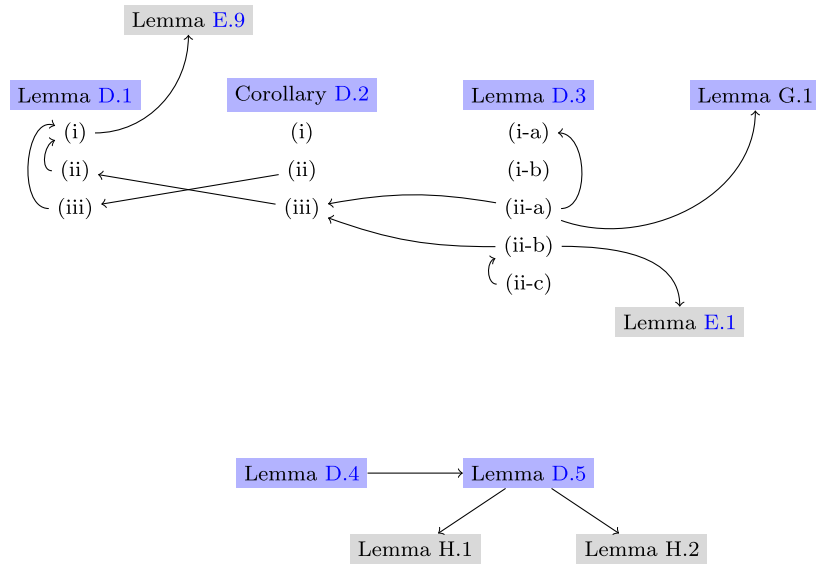 Lemma E.9
Lemma D.1 Corollary D.2 Lemma D.3 Lemma G.1
(i) (i) (i-a)
(ii) (ii) (i-b)
(iii) (iii) (ii-a)
(ii-b)
(ii-c)
Lemma E.1
Lemma D.4 Lemma D.5
Lemma H.1 Lemma H.2